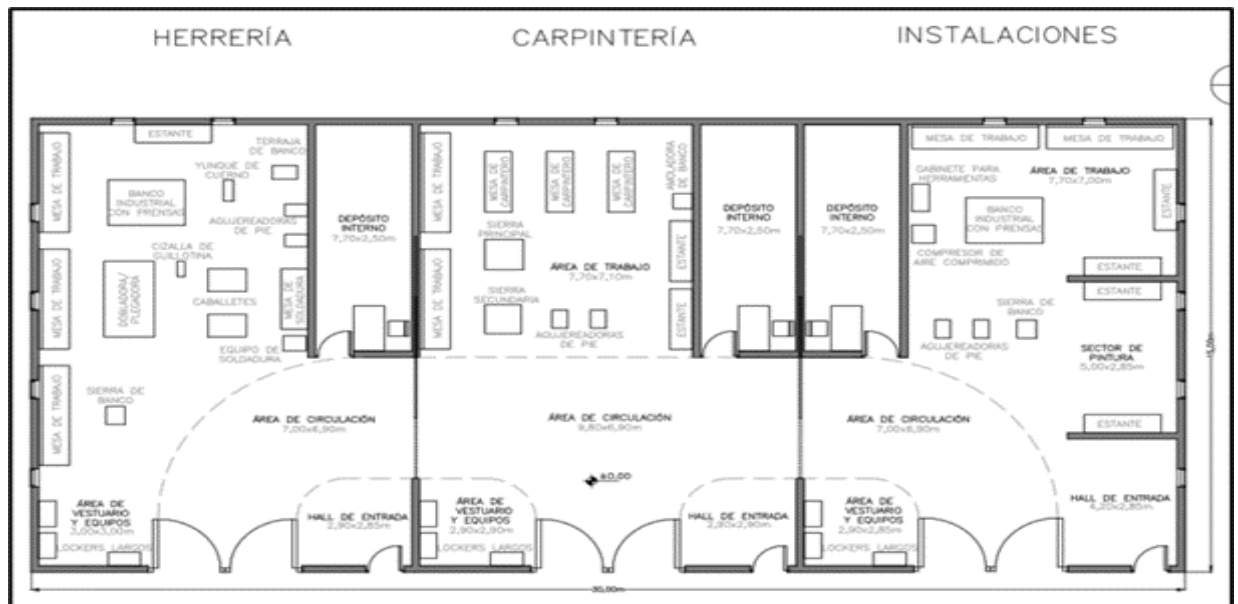 HERRERÍA
CARPINTERÍA
INSTALACIONES
MESA DE TRABAJO
ESTANTE
TERRAJA
DE BANCO
YUNQUE DE
CUERNO
BANCO
INDUSTRIAL
CON PRENSAS
AGUJEREADORAS
DE PIE
CIZALLA DE
GUILLOTINA
MESA DE TRABAJO
DOBLADORA/
PLEGADORA
CABALLETES
MESA DE
SOLDADURA
EQUIPO DE
SOLDADURA
SIERRA DE
BANCO
MESA DE TRABAJO
DEPÓSITO
INTERNO
7,70x2,50m
ÁREA DE CIRCULACIÓN
7,00x6,90m
ÁREA DE
VESTUARIO
Y EQUIPOS
3,00x3,00m
LOCKERS LARGOS
HALL DE ENTRADA
2,90x2,85m
MESA DE TRABAJO
MESA DE
CARPINTERO
MESA DE
CARPINTERO
MESA DE
CARPINTERO
AMOLADORA
DE BANCO
SIERRA
PRINCIPAL
ESTANTE
ÁREA DE TRABAJO
7,70x7,10m
MESA DE TRABAJO
SIERRA
SECUNDARIA
ESTANTE
AGUJEREADORAS
DE PIE
DEPÓSITO
INTERNO
7,70x2,50m
ÁREA DE CIRCULACIÓN
9,80x6,90m
±0,00
ÁREA DE
VESTUARIO
Y EQUIPOS
2,90x2,90m
LOCKERS LARGOS
HALL DE ENTRADA
2,90x2,90m
DEPÓSITO
INTERNO
7,70x2,50m
MESA DE TRABAJO
MESA DE TRABAJO
GABINETE PARA
HERRAMIENTAS
ÁREA DE TRABAJO
7,70x7,00m
ESTANTE
BANCO
INDUSTRIAL
CON PRENSAS
COMPRESOR DE
AIRE COMPRIMIDO
ESTANTE
ESTANTE
SIERRA DE
BANCO
AGUJEREADORAS
DE PIE
SECTOR DE
PINTURA
5,00x2,85m
ESTANTE
ÁREA DE CIRCULACIÓN
7,00x6,90m
ÁREA DE
VESTUARIO
Y EQUIPOS
2,90x2,85m
LOCKERS LARGOS
HALL DE ENTRADA
4,20x2,85m